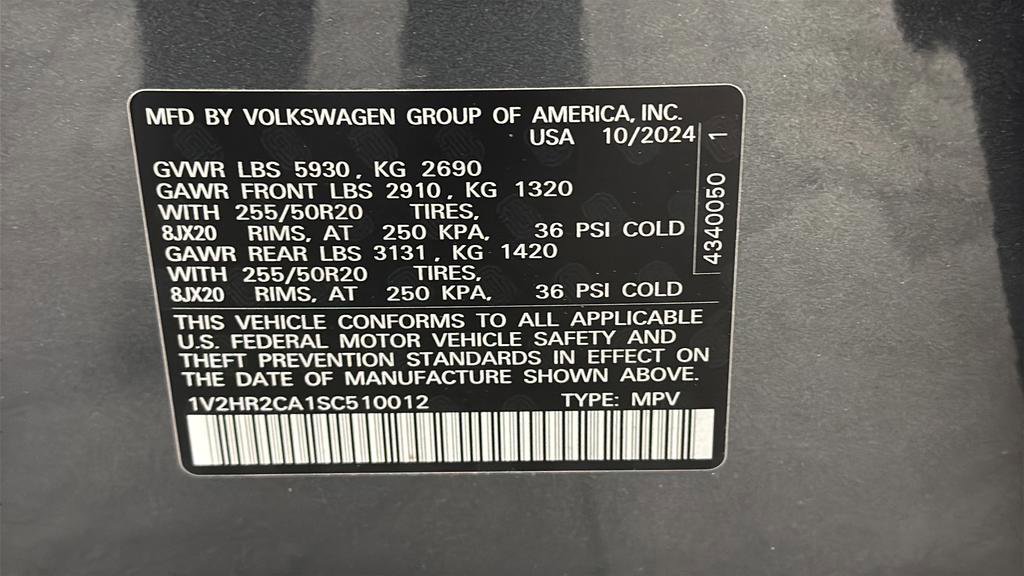 MFD BY VOLKSWAGEN GROUP OF AMERICA, INC.
USA 10/2024
GVWR LBS 5930, KG 2690
GAWR FRONT LBS 2910, KG 1320
WITH 255/50R20 TIRES,
8JX20 RIMS, AT 250 KPA, 36 PSI COLD
GAWR REAR LBS 3131, KG 1420
WITH 255/50R20 TIRES,
8JX20 RIMS, AT 250 KPA, 36 PSI COLD
4340050 1
THIS VEHICLE CONFORMS TO ALL APPLICABLE
U.S. FEDERAL MOTOR VEHICLE SAFETY AND
THEFT PREVENTION STANDARDS IN EFFECT ON
THE DATE OF MANUFACTURE SHOWN ABOVE.
1V2HR2CA1SC510012 TYPE: MPV